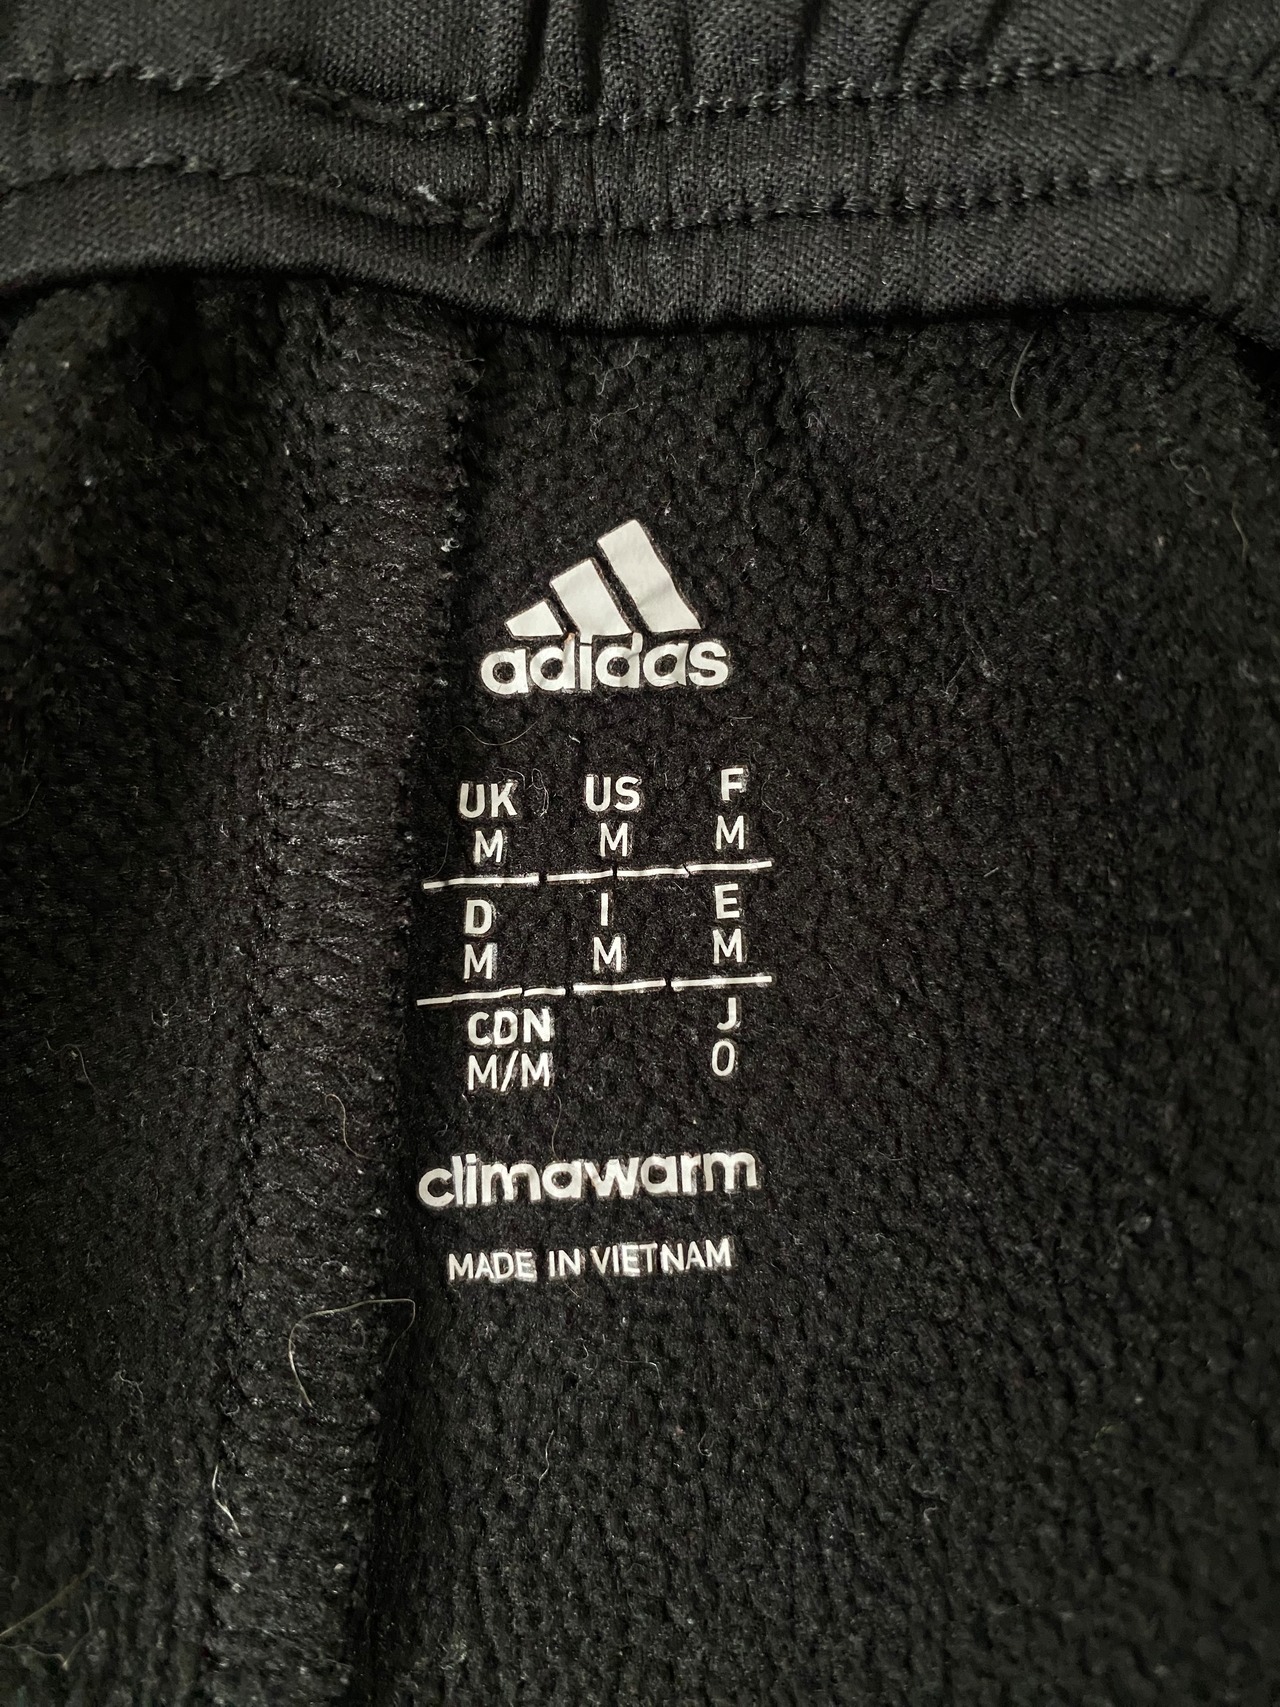 adidas
UK US F
M M M
D I E
M M M
CDN J
M/M O
climawarm
MADE IN VIETNAM